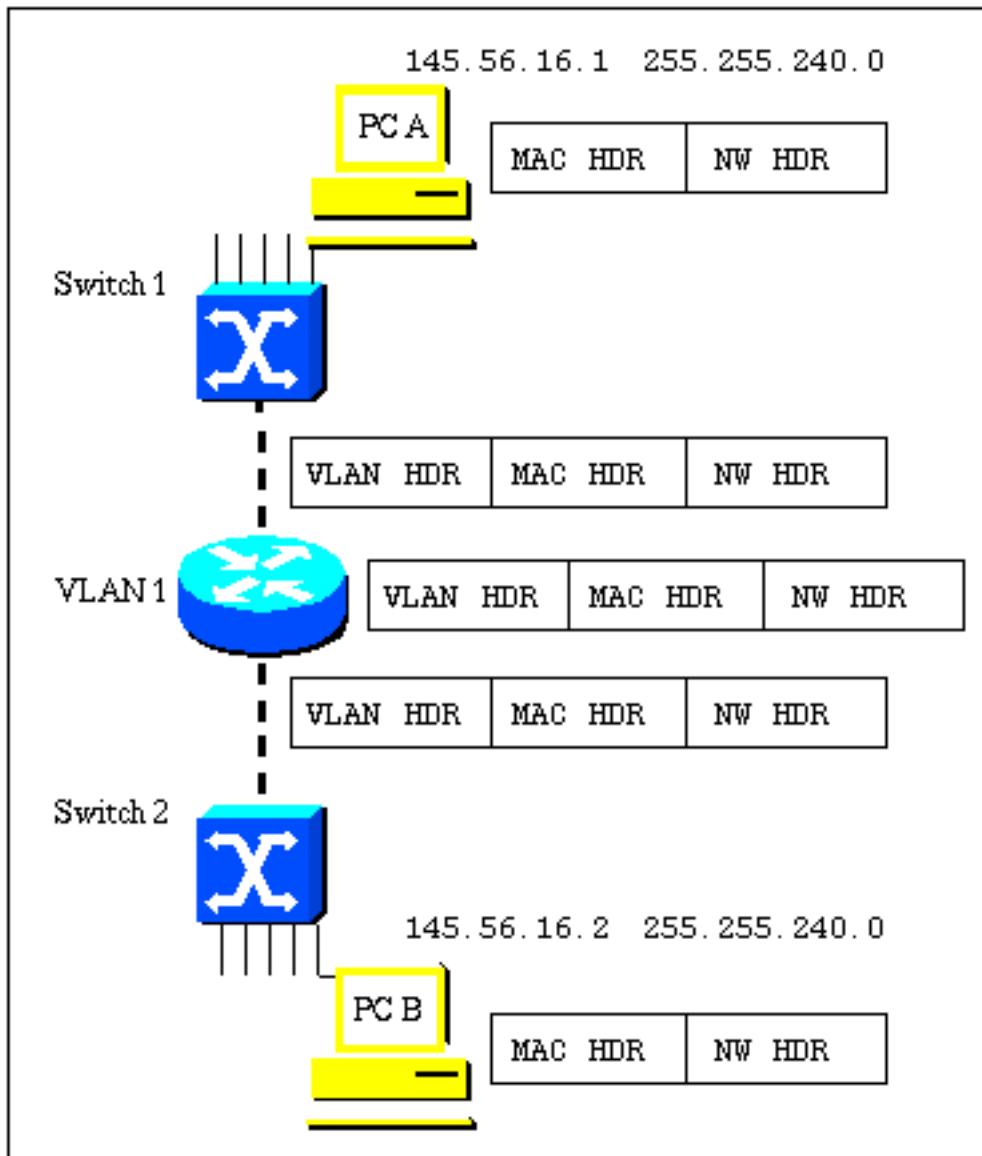 145.56.16.1 255.255.240.0
PC A
MAC HDR NW HDR
Switch 1
VLAN HDR MAC HDR NW HDR
VLAN 1
VLAN HDR MAC HDR NW HDR
VLAN HDR MAC HDR NW HDR
Switch 2
145.56.16.2 255.255.240.0
PC B
MAC HDR NW HDR